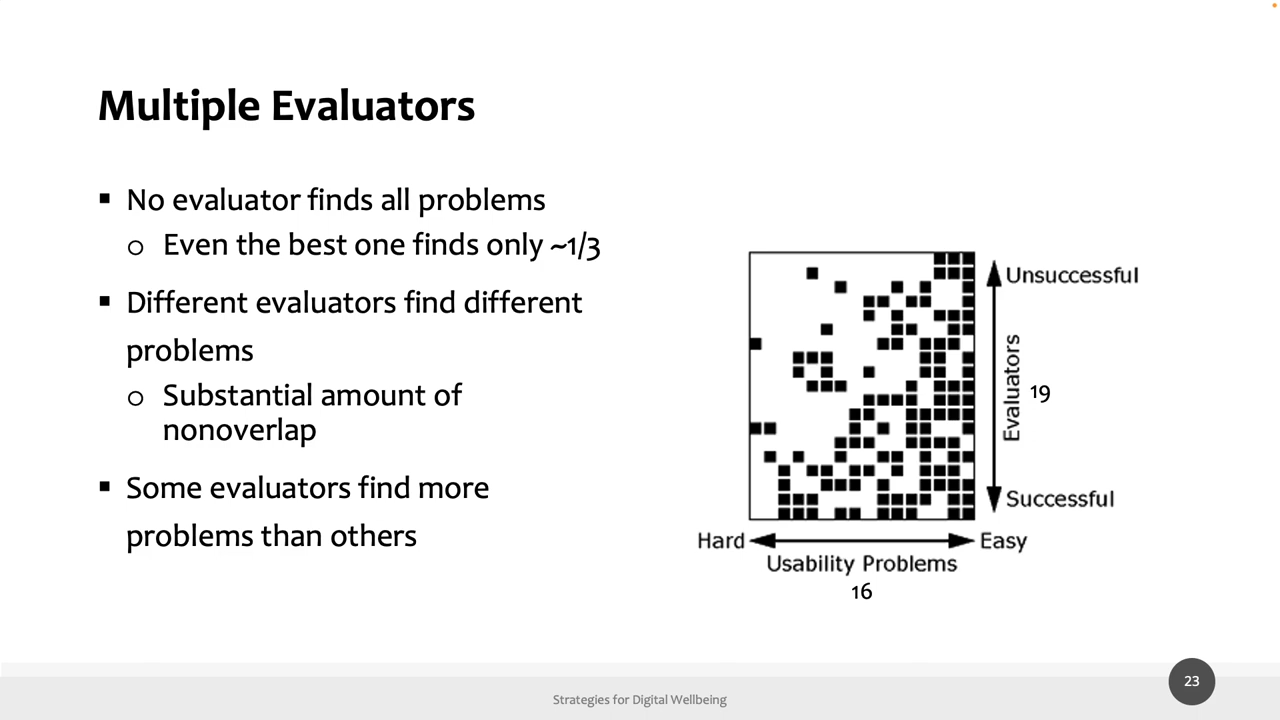 Multiple Evaluators
▪ No evaluator finds all problems
o Even the best one finds only ~1/3
▪ Different evaluators find different
problems
o Substantial amount of
nonoverlap
▪ Some evaluators find more
problems than others
Unsuccessful
Evaluators
19
Successful
Hard
Easy
Usability Problems
16
Strategies for Digital Wellbeing
23